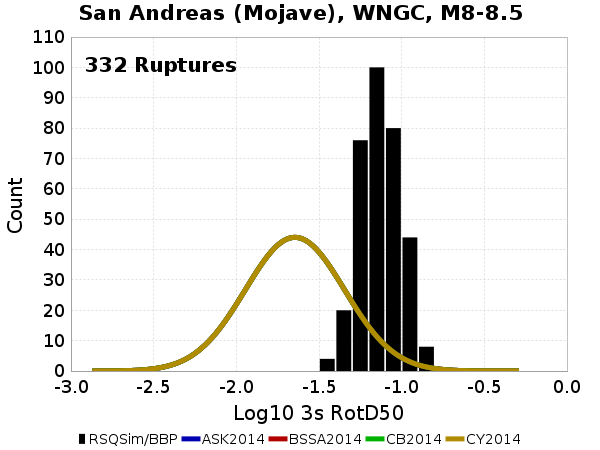 San Andreas (Mojave), WNGC, M8-8.5
110
332 Ruptures
100
90
80
70
60
50
40
30
20
10
0
Count
-3.0 -2.5 -2.0 -1.5 -1.0 -0.5 0.0
Log10 3s RotD50
RSQSim/BBP ASK2014 BSSA2014 CB2014 CY2014